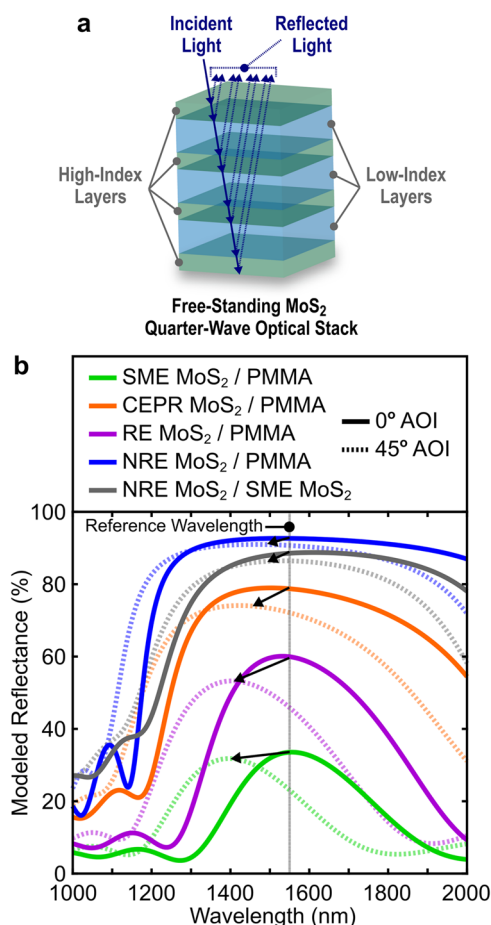 a
Incident
Light
Reflected
Light
High-Index
Layers
Low-Index
Layers
Free-Standing MoS₂
Quarter-Wave Optical Stack
b
SME MoS₂ / PMMA
CEPR MoS₂ / PMMA
RE MoS₂ / PMMA
NRE MoS₂ / PMMA
NRE MoS₂ / SME MoS₂
0º AOI
45º AOI
Reference Wavelength
Modeled Reflectance (%)
100
80
60
40
20
0
1000 1200 1400 1600 1800 2000
Wavelength (nm)